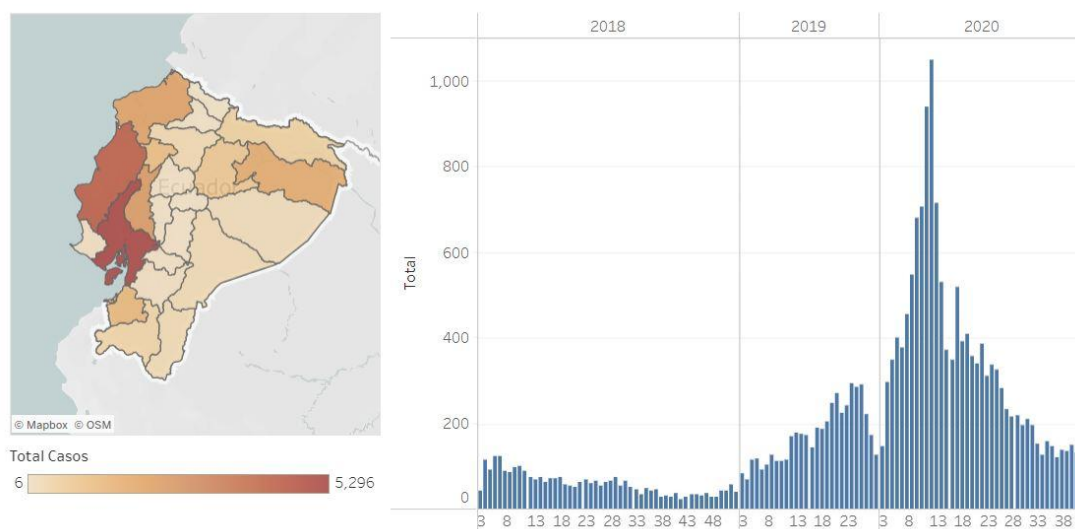 Ecuador
© Mapbox © OSM
Total Casos
6 5,296
2018 2019 2020
Total
1,000
800
600
400
200
0
3 8 13 18 23 28 33 38 43 48 3 8 13 18 23 3 8 13 18 23 28 33 38